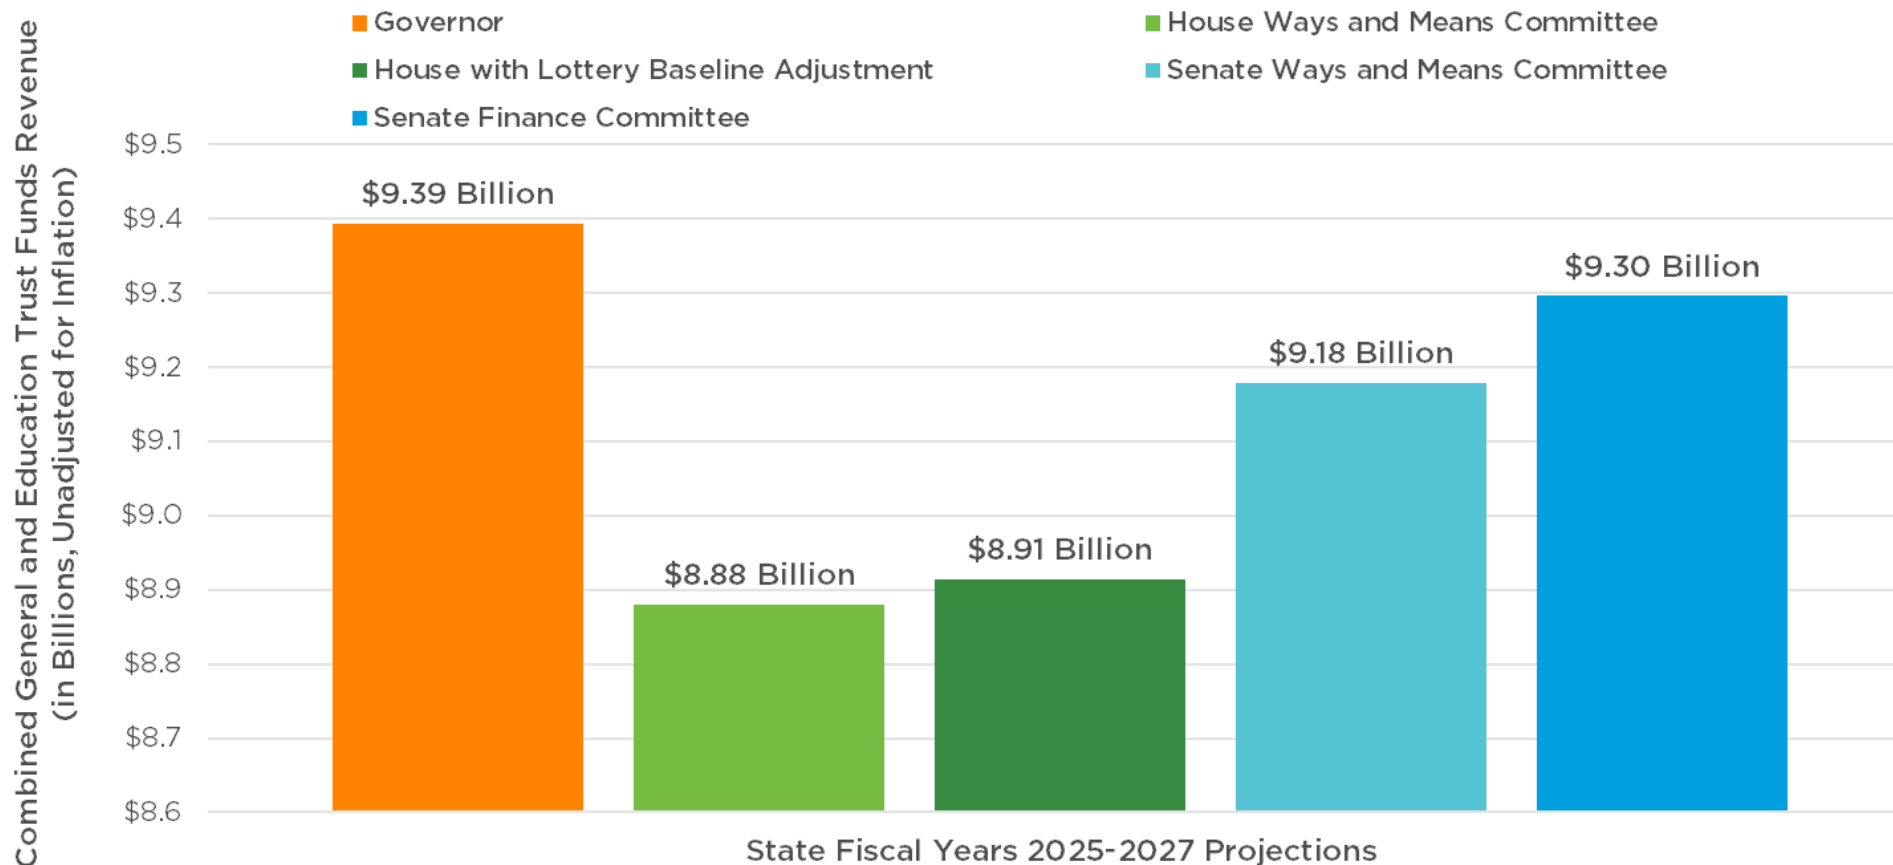 Governor
House Ways and Means Committee
House with Lottery Baseline Adjustment
Senate Ways and Means Committee
Senate Finance Committee
Combined General and Education Trust Funds Revenue
(in Billions, Unadjusted for Inflation)
$9.5
$9.4
$9.3
$9.2
$9.1
$9.0
$8.9
$8.8
$8.7
$8.6
$9.39 Billion
$8.88 Billion
$8.91 Billion
$9.18 Billion
$9.30 Billion
State Fiscal Years 2025-2027 Projections